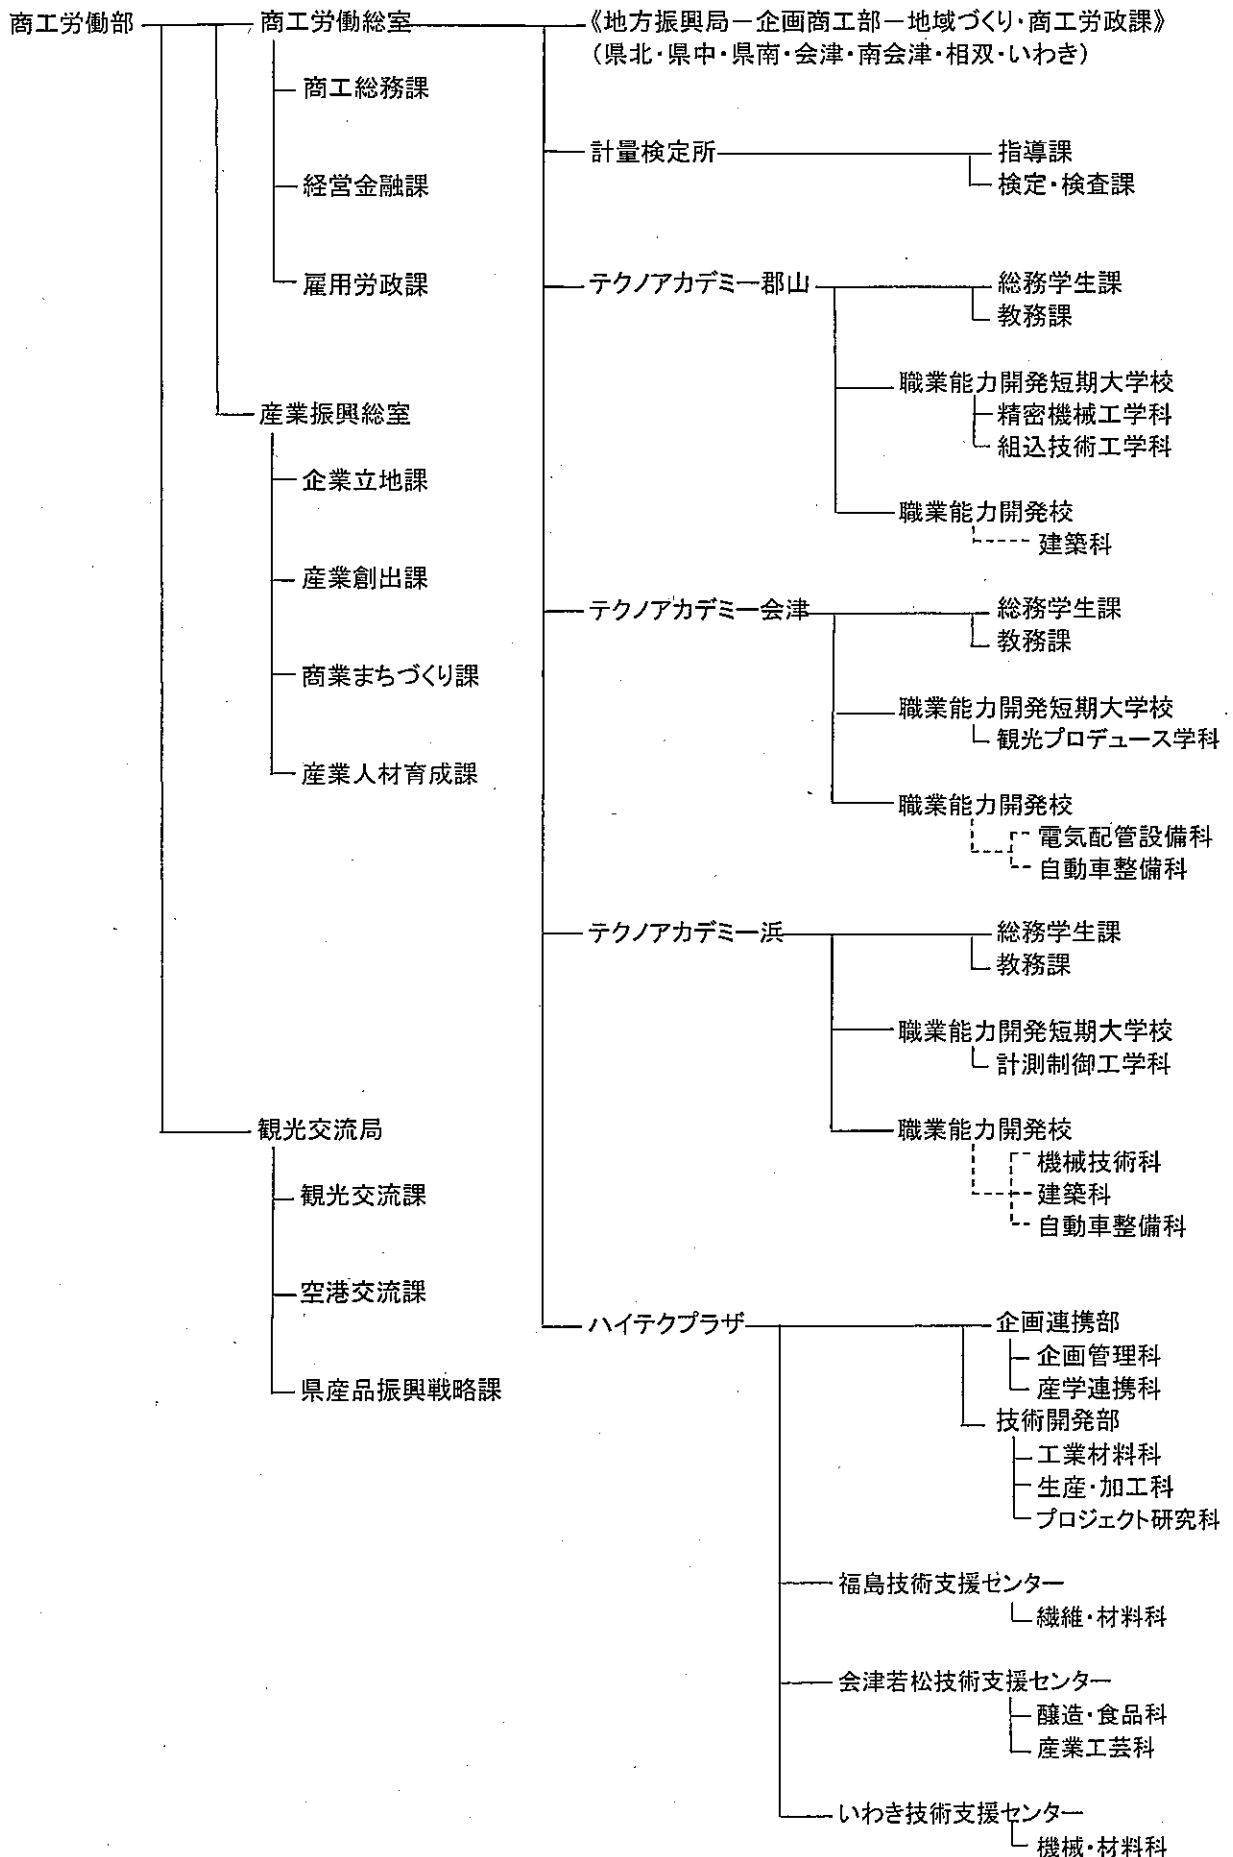 商工労働部
商工労働総室
商工総務課
経営金融課
雇用労政課
産業振興総室
企業立地課
産業創出課
商業まちづくり課
産業人材育成課
観光交流局
観光交流課
空港交流課
県産品振興戦略課
《地方振興局－企画商工部－地域づくり・商工労政課》
（県北・県中・県南・会津・南会津・相双・いわき）
計量検定所
指導課
検定・検査課
テクノアカデミー郡山
総務学生課
教務課
職業能力開発短期大学校
精密機械工学科
組込技術工学科
職業能力開発校
建築科
テクノアカデミー会津
総務学生課
教務課
職業能力開発短期大学校
観光プロデュース学科
職業能力開発校
電気配管設備科
自動車整備科
テクノアカデミー浜
総務学生課
教務課
職業能力開発短期大学校
計測制御工学科
職業能力開発校
機械技術科
建築科
自動車整備科
ハイテクプラザ
企画連携部
企画管理科
産学連携科
技術開発部
工業材料科
生産・加工科
プロジェクト研究科
福島技術支援センター
繊維・材料科
会津若松技術支援センター
醸造・食品科
産業工芸科
いわき技術支援センター
機械・材料科